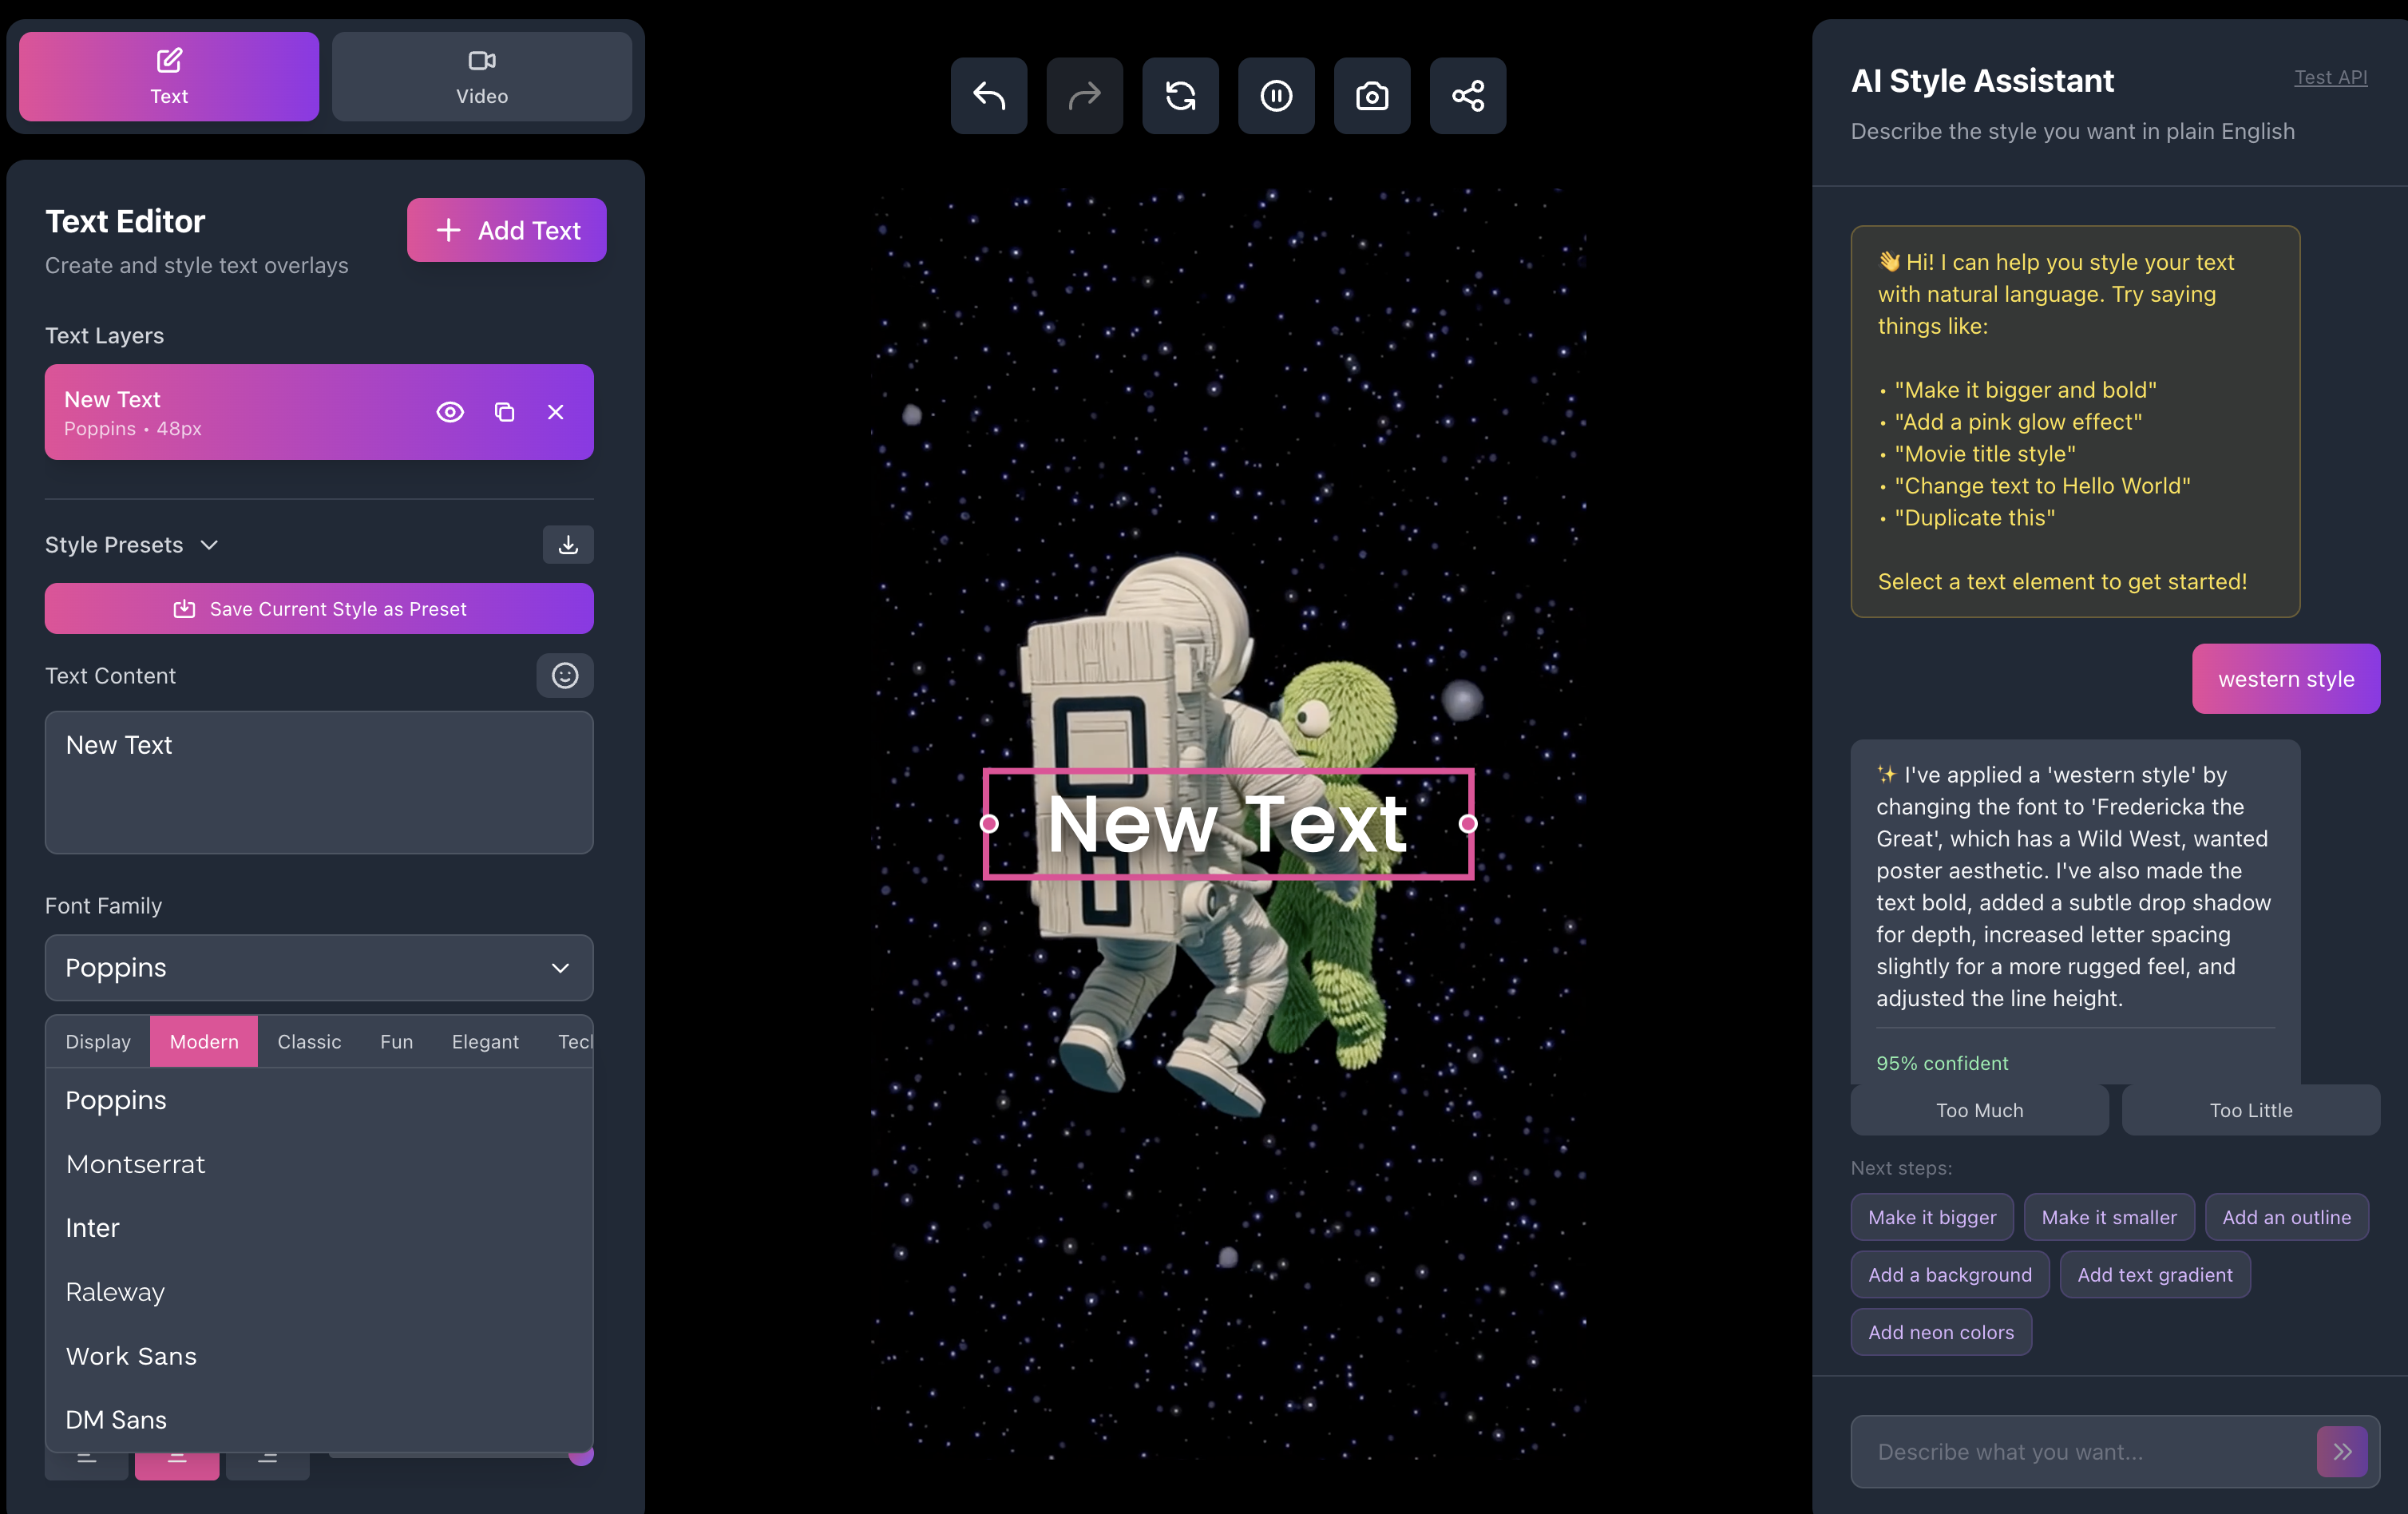 Text
Video
Text Editor
Create and style text overlays
Add Text
Text Layers
New Text
Poppins • 48px
Style Presets
Save Current Style as Preset
Text Content
New Text
Font Family
Poppins
Display Modern Classic Fun Elegant Tecl
Poppins
Montserrat
Inter
Raleway
Work Sans
DM Sans
New Text
AI Style Assistant
Test API
Describe the style you want in plain English
👋 Hi! I can help you style your text
with natural language. Try saying
things like:
• "Make it bigger and bold"
• "Add a pink glow effect"
• "Movie title style"
• "Change text to Hello World"
• "Duplicate this"
Select a text element to get started!
western style
✨ I've applied a 'western style' by
changing the font to 'Fredericka the
Great', which has a Wild West, wanted
poster aesthetic. I've also made the
text bold, added a subtle drop shadow
for depth, increased letter spacing
slightly for a more rugged feel, and
adjusted the line height.
95% confident
Too Much
Too Little
Next steps:
Make it bigger
Make it smaller
Add an outline
Add a background
Add text gradient
Add neon colors
Describe what you want...